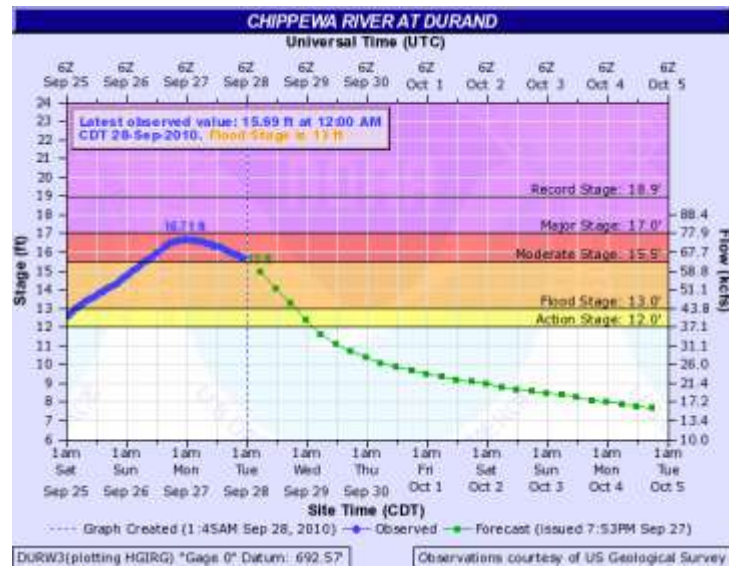 CHIPPEWA RIVER AT DURAND
Universal Time (UTC)
6Z 6Z 6Z 6Z 6Z 6Z 6Z 6Z 6Z 6Z 6Z
Sep 25 Sep 26 Sep 27 Sep 28 Sep 29 Sep 30 Oct 1 Oct 2 Oct 3 Oct 4 Oct 5
Latest observed value: 15.69 ft at 12:00 AM
CDT 28-Sep-2010. Flood Stage is 13 ft
24
23
22
21
20
19
18
17
16
15
14
13
12
11
10
9
8
7
6
Stage (ft)
16.71 ft
Record Stage: 18.9'
Major Stage: 17.0'
Moderate Stage: 15.5'
Flood Stage: 13.0'
Action Stage: 12.0'
88.4
77.9
67.7
58.8
51.1
43.8
37.1
31.1
26.0
21.4
17.2
13.4
10.0
Flow (kcfs)
1am 1am 1am 1am 1am 1am 1am 1am 1am 1am 1am
Sat Sun Mon Tue Wed Thu Fri Sat Sun Mon Tue
Sep 25 Sep 26 Sep 27 Sep 28 Sep 29 Sep 30 Oct 1 Oct 2 Oct 3 Oct 4 Oct 5
Site Time (CDT)
Graph Created (1:45AM Sep 28, 2010) Observed Forecast (issued 7:53PM Sep 27)
DURW3(plotting HGIRG) "Gage 0" Datum: 692.57'
Observations courtesy of US Geological Survey